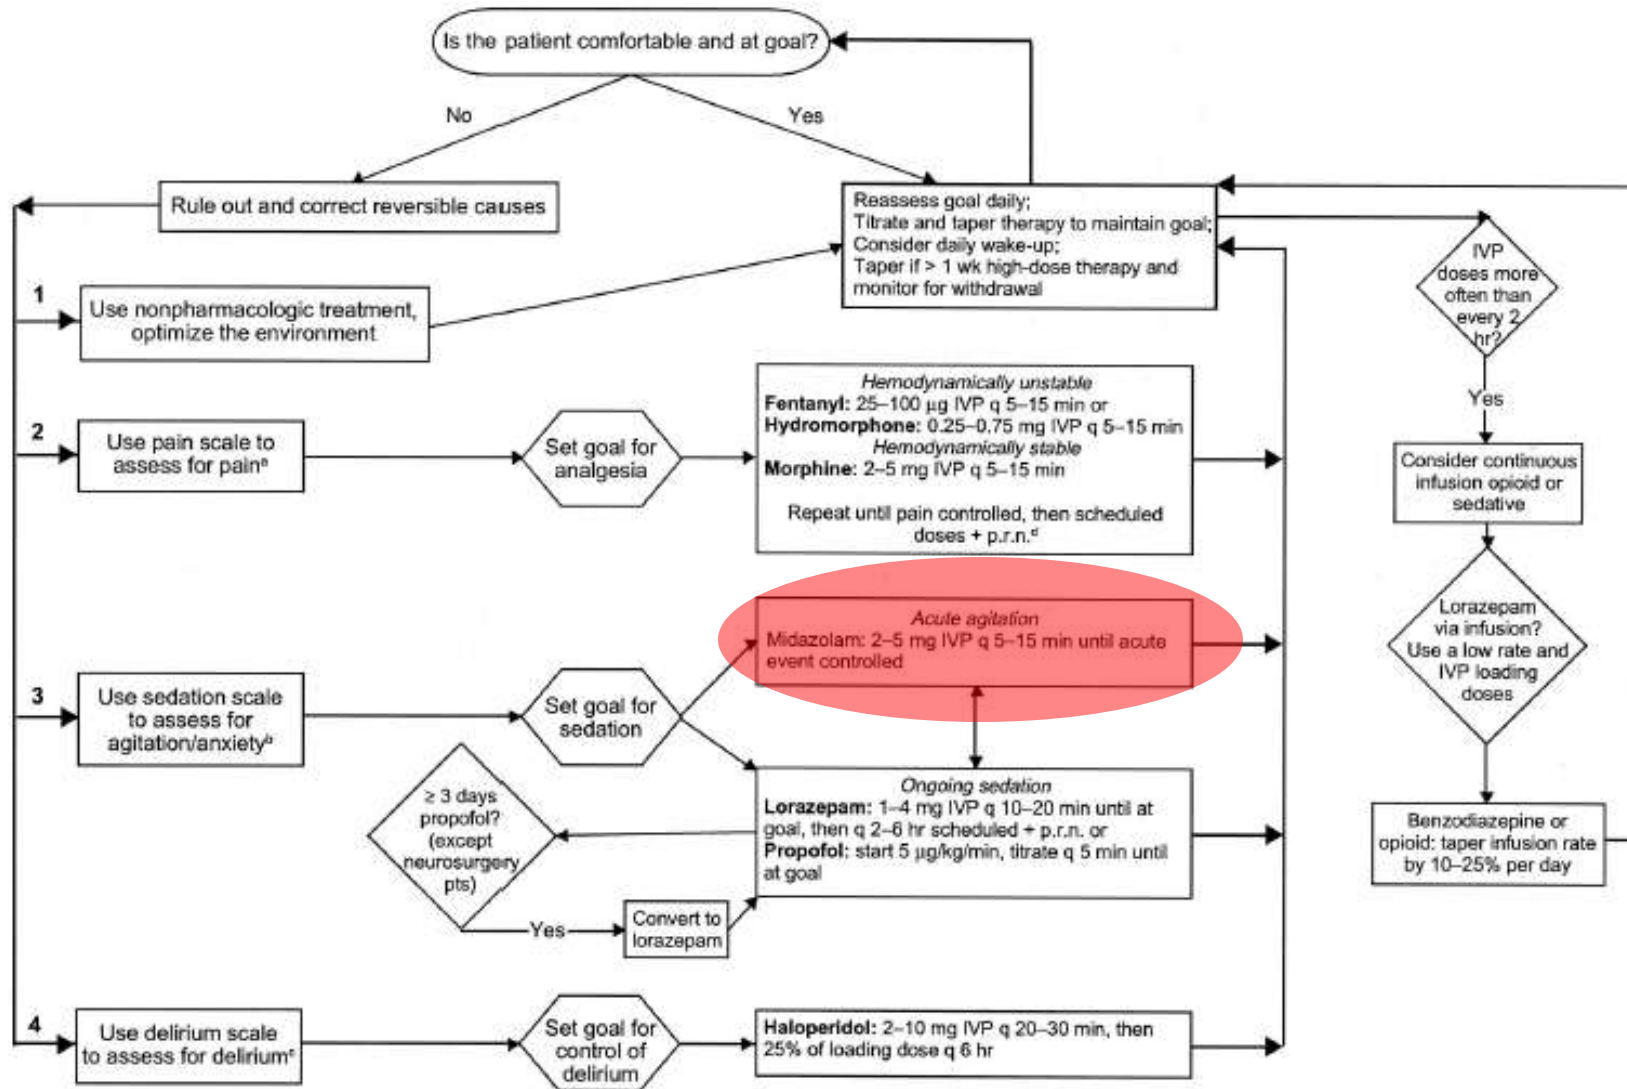 Is the patient comfortable and at goal?
No
Yes
Rule out and correct reversible causes
Reassess goal daily;
Titrate and taper therapy to maintain goal;
Consider daily wake-up;
Taper if > 1 wk high-dose therapy and
monitor for withdrawal
IVP
doses more
often than
every 2
hr?
Yes
Consider continuous
infusion opioid or
sedative
Lorazepam
via infusion?
Use a low rate and
IVP loading
doses
Benzodiazepine or
opioid: taper infusion rate
by 10–25% per day
1
Use nonpharmacologic treatment,
optimize the environment
2
Use pain scale to
assess for painᵃ
Set goal for
analgesia
Hemodynamically unstable
Fentanyl: 25–100 µg IVP q 5–15 min or
Hydromorphone: 0.25–0.75 mg IVP q 5–15 min
Hemodynamically stable
Morphine: 2–5 mg IVP q 5–15 min
Repeat until pain controlled, then scheduled
doses + p.r.n.ᵈ
3
Use sedation scale
to assess for
agitation/anxietyᵇ
Set goal for
sedation
Acute agitation
Midazolam: 2–5 mg IVP q 5–15 min until acute
event controlled
Ongoing sedation
Lorazepam: 1–4 mg IVP q 10–20 min until at
goal, then q 2–6 hr scheduled + p.r.n. or
Propofol: start 5 µg/kg/min, titrate q 5 min until
at goal
≥ 3 days
propofol?
(except
neurosurgery
pts)
Yes
Convert to
lorazepam
4
Use delirium scale
to assess for deliriumᶜ
Set goal for
control of
delirium
Haloperidol: 2–10 mg IVP q 20–30 min, then
25% of loading dose q 6 hr